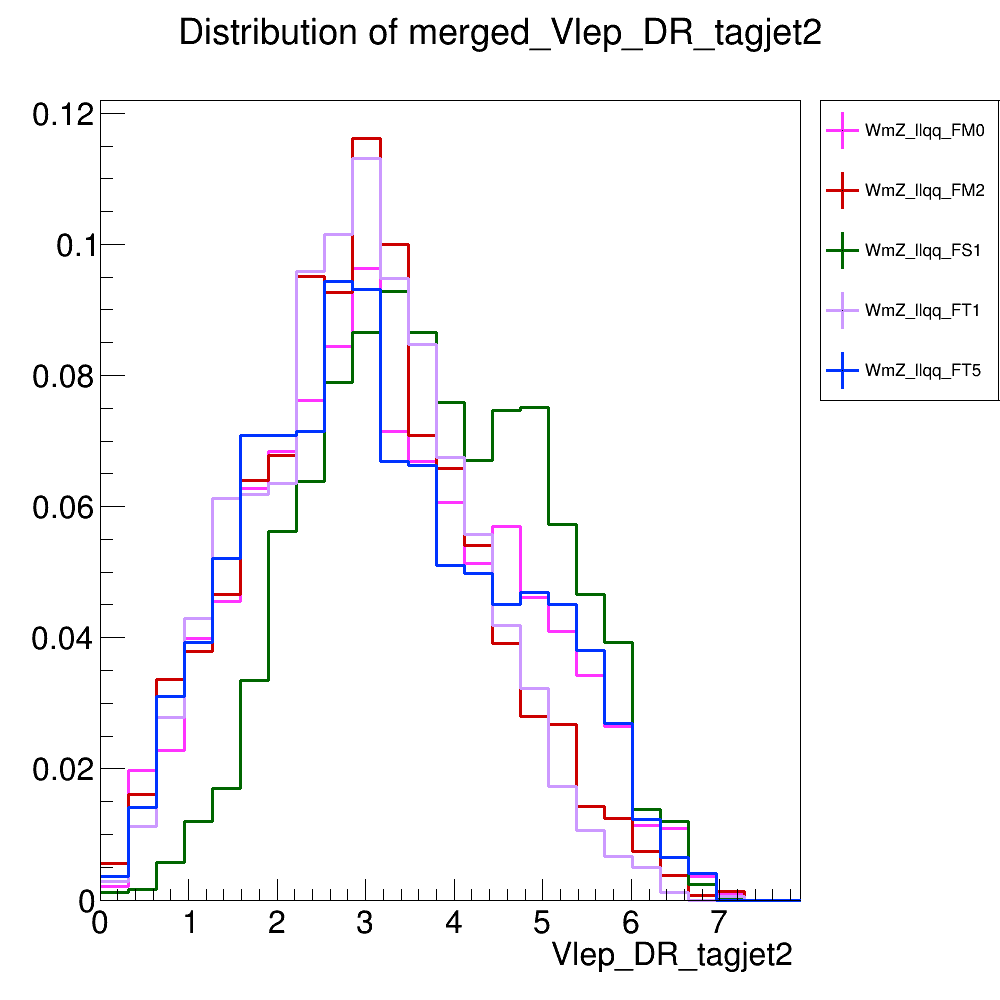 Distribution of merged_Vlep_DR_tagjet2
0.12
0.1
0.08
0.06
0.04
0.02
0
0 1 2 3 4 5 6 7
Vlep_DR_tagjet2
WmZ_llqq_FM0
WmZ_llqq_FM2
WmZ_llqq_FS1
WmZ_llqq_FT1
WmZ_llqq_FT5